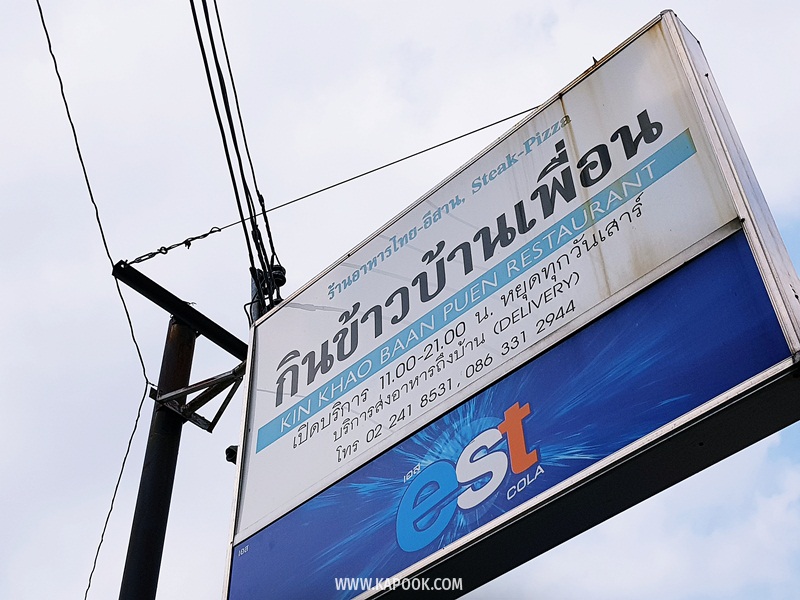 ร้านอาหารไทย-อีสาน, Steak-Pizza
กินข้าวบ้านเพื่อน
KIN KHAO BAAN PUEN RESTAURANT
เปิดบริการ 11.00-21.00 น. หยุดทุกวันเสาร์
บริการส่งอาหารถึงบ้าน (DELIVERY)
โทร 02 241 8531, 086 331 2944
เอส
est
COLA
เอส
WWW.KAPOOK.COM